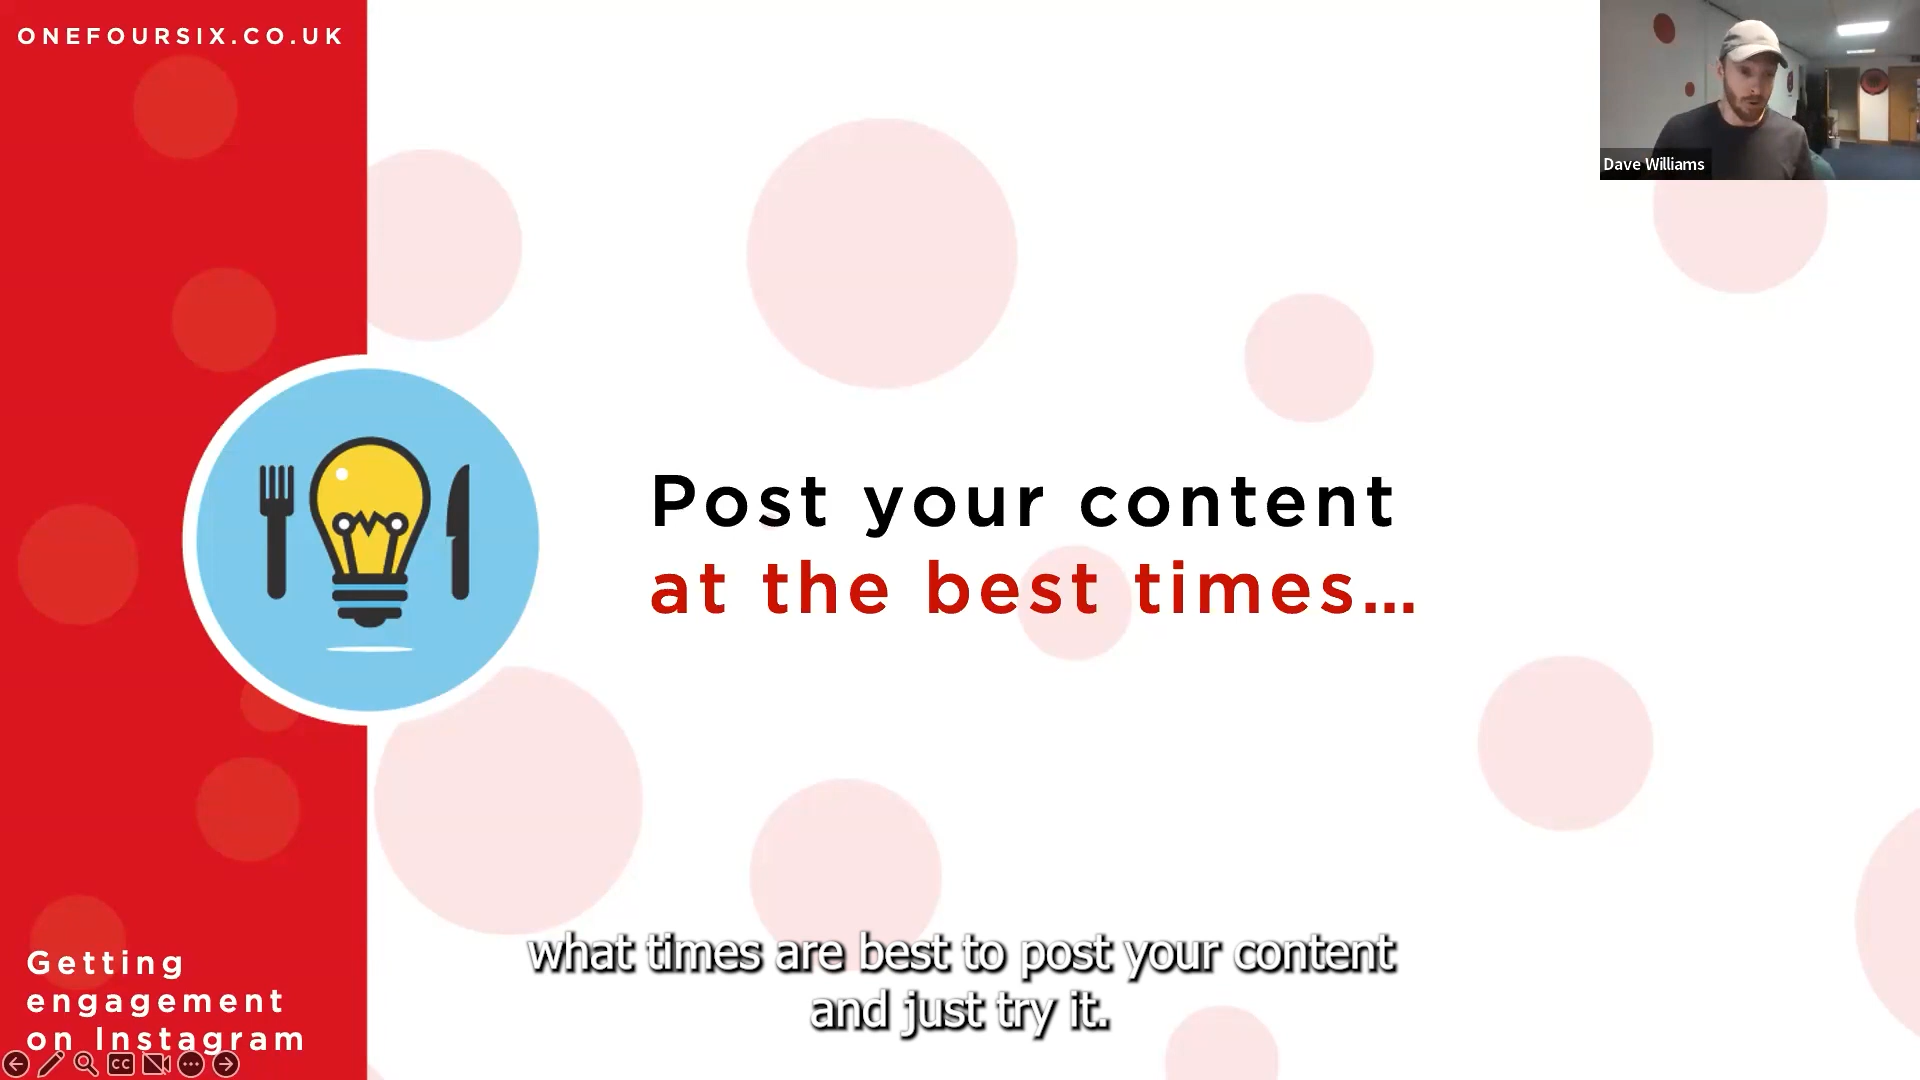 ONEFOURSIX.CO.UK
Dave Williams
Post your content
at the best times...
what times are best to post your content
and just try it.
Getting
engagement
on Instagram
CC